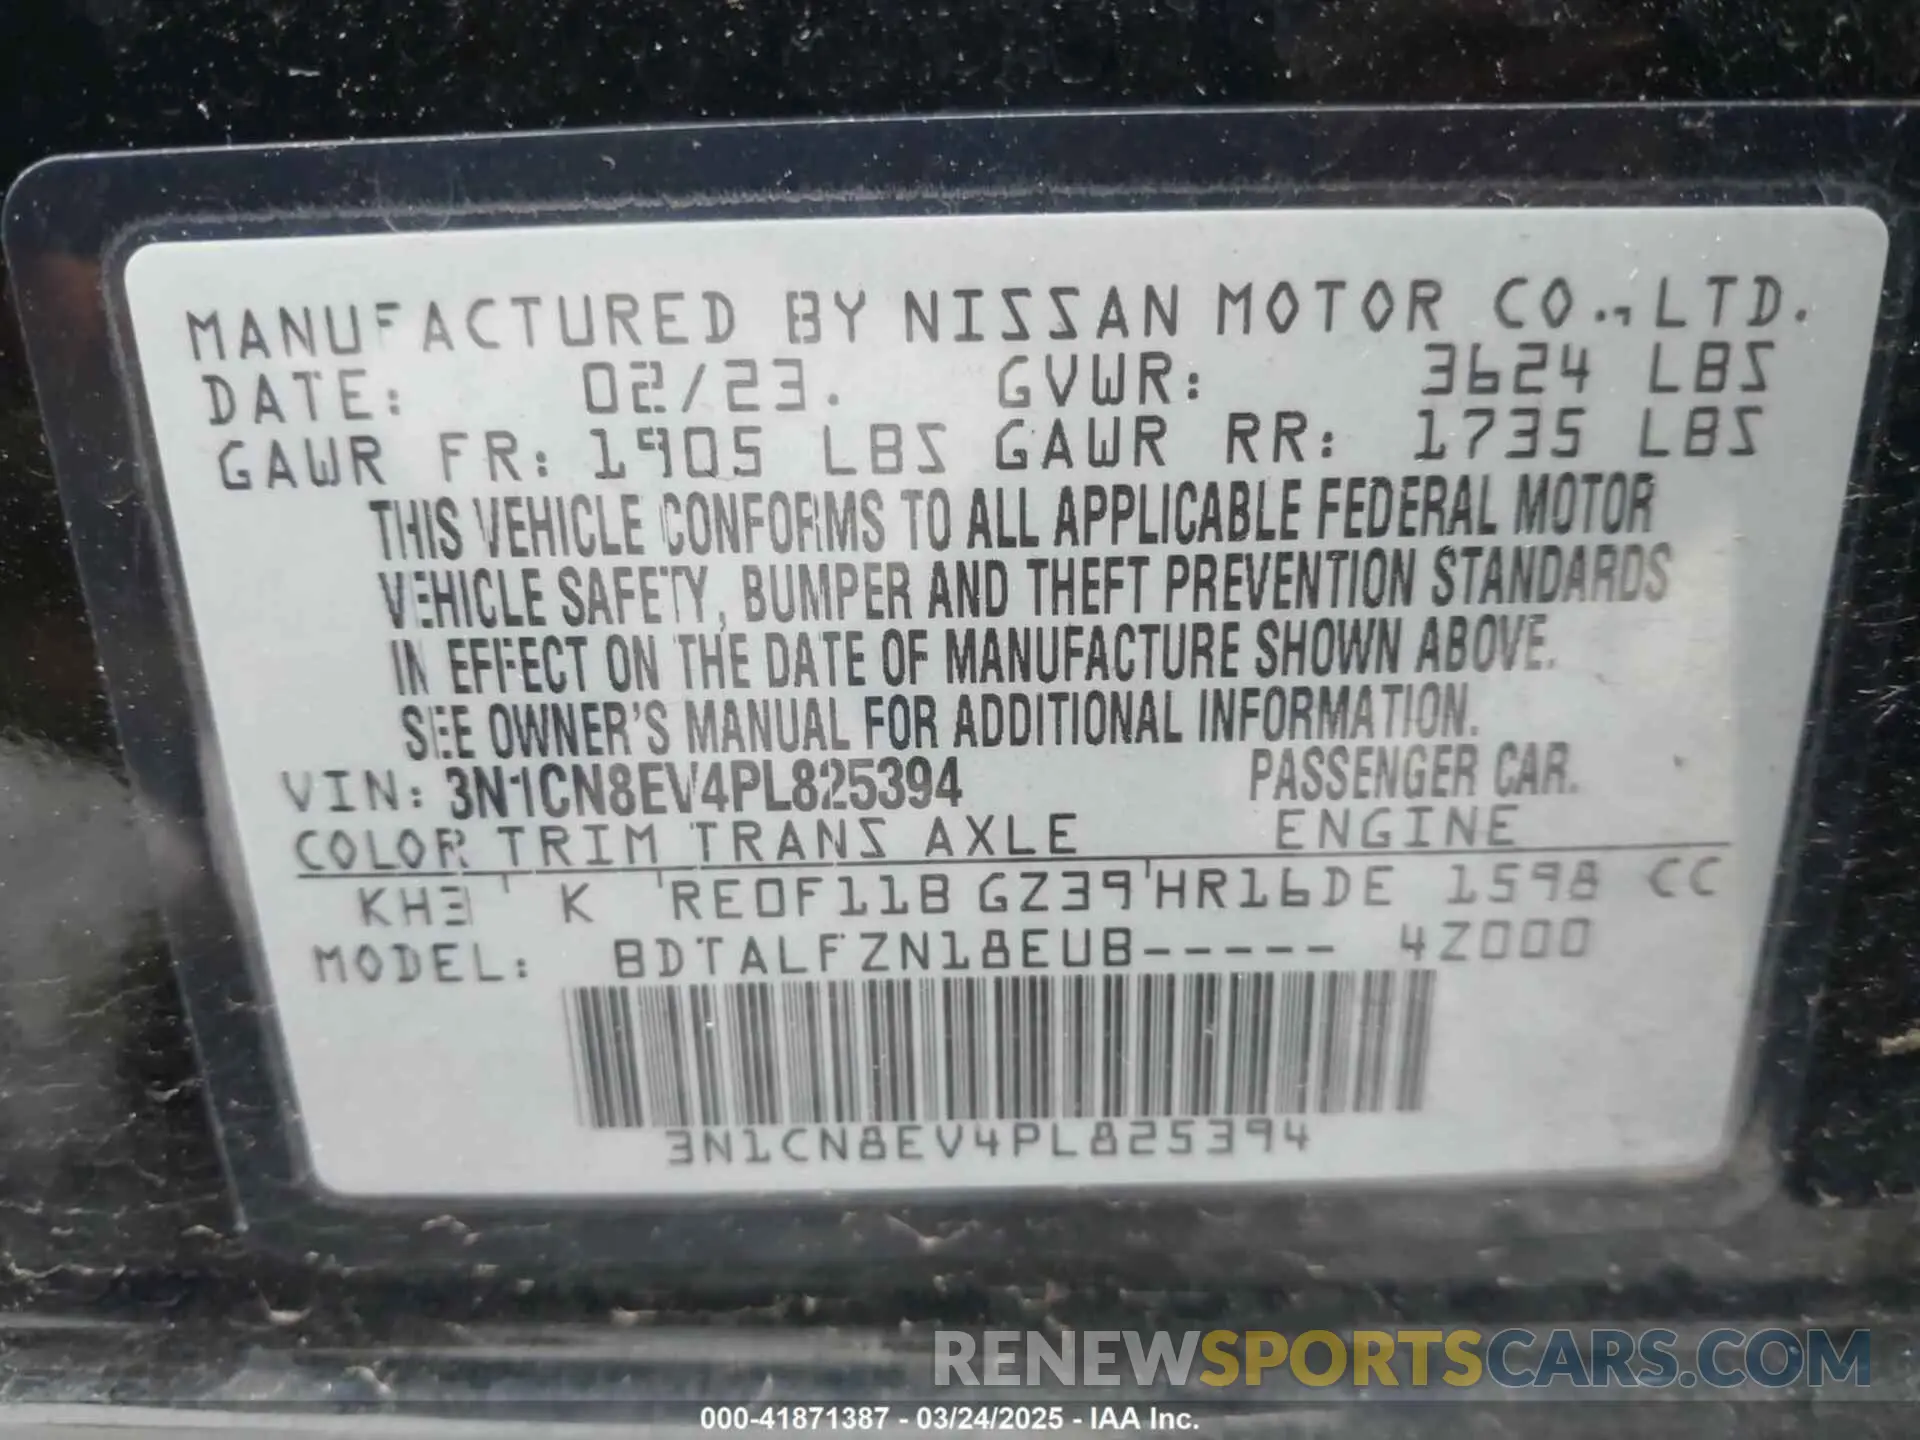 MANUFACTURED BY NISSAN MOTOR CO., LTD.
DATE: 02/23. GVWR: 3624 LBS
GAWR FR: 1905 LBS GAWR RR: 1735 LBS
THIS VEHICLE CONFORMS TO ALL APPLICABLE FEDERAL MOTOR
VEHICLE SAFETY, BUMPER AND THEFT PREVENTION STANDARDS
IN EFFECT ON THE DATE OF MANUFACTURE SHOWN ABOVE.
SEE OWNER'S MANUAL FOR ADDITIONAL INFORMATION.
VIN: 3N1CN8EV4PL825394 PASSENGER CAR.
COLOR TRIM TRANS AXLE ENGINE
KH3 K RE0F11B GZ39 HR16DE 1598 CC
MODEL: BDTALFZN18EUB----- 4Z000
3N1CN8EV4PL825394
RENEWSPORTSCARS.COM
000-41871387 - 03/24/2025 - IAA Inc.